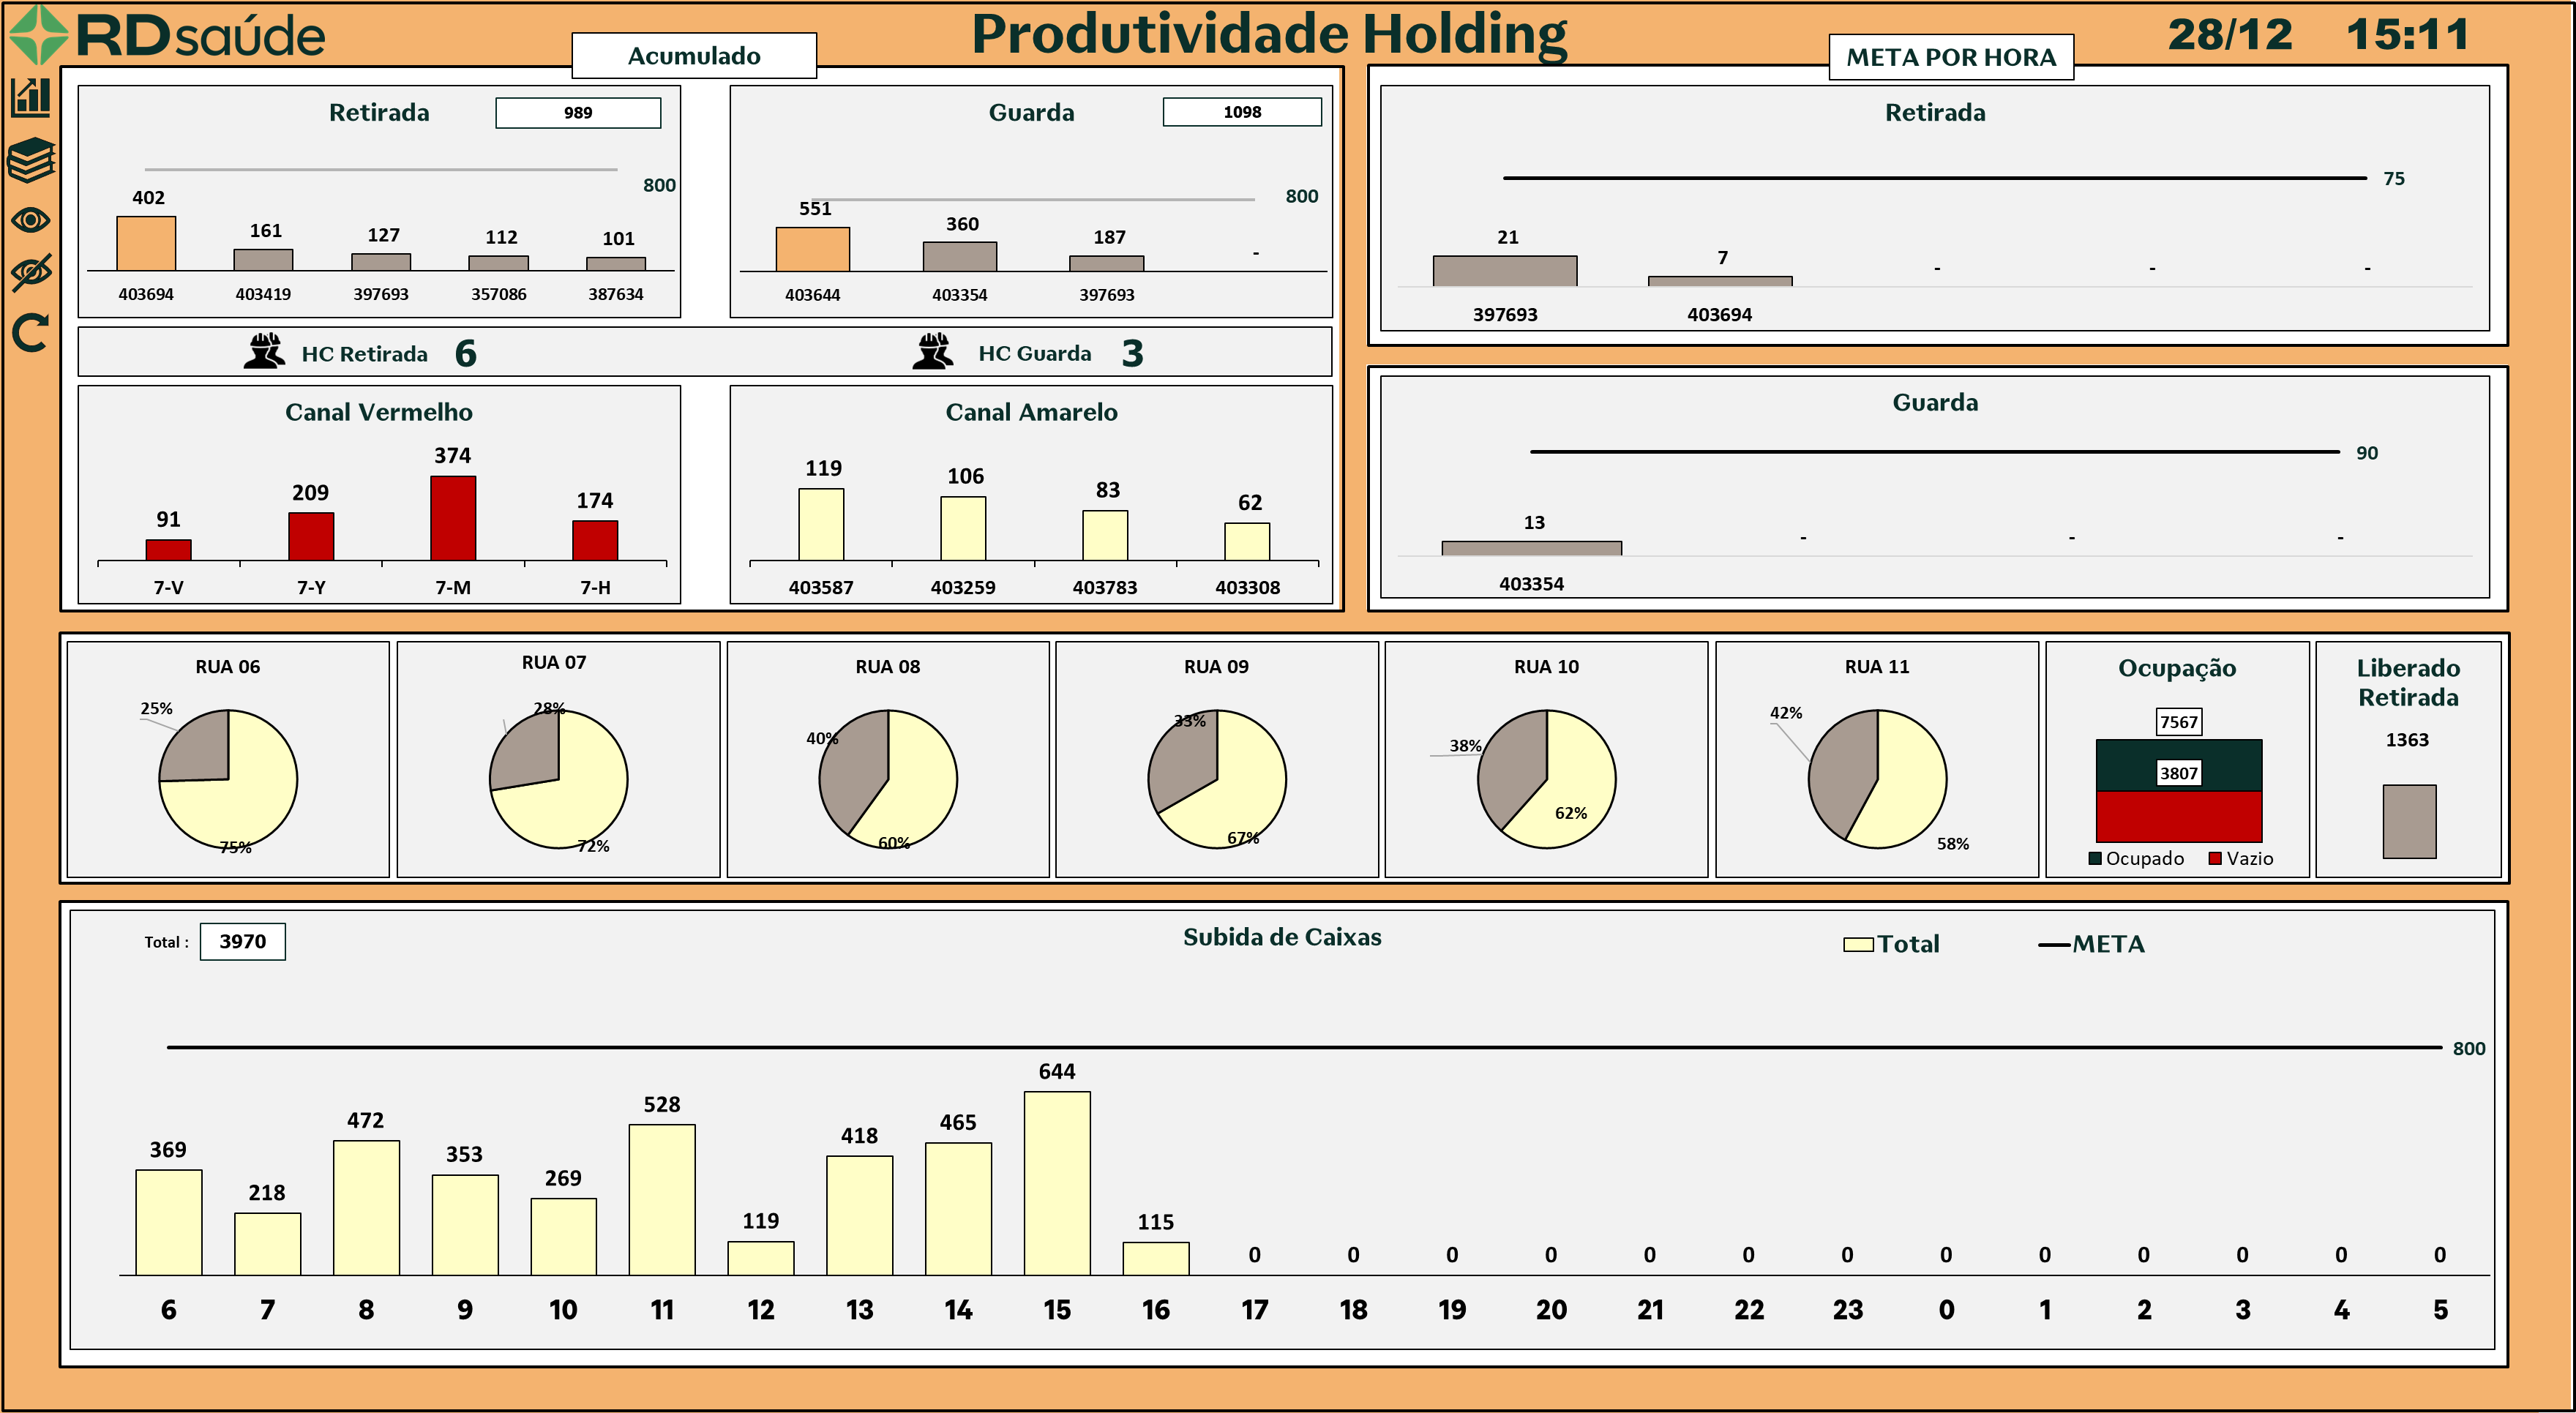 RDsaúde
Produtividade Holding
28/12 15:11
Acumulado
Retirada 989
800
402 161 127 112 101
403694 403419 397693 357086 387634
Guarda 1098
800
551 360 187 -
403644 403354 397693
HC Retirada 6 HC Guarda 3
Canal Vermelho
91 209 374 174
7-V 7-Y 7-M 7-H
Canal Amarelo
119 106 83 62
403587 403259 403783 403308
META POR HORA
Retirada
75
21 7 - - -
397693 403694
Guarda
90
13 - - -
403354
RUA 06
25%
75%
RUA 07
28%
72%
RUA 08
40%
60%
RUA 09
33%
67%
RUA 10
38%
62%
RUA 11
42%
58%
Ocupação
7567
3807
Ocupado Vazio
Liberado
Retirada
1363
Total : 3970
Subida de Caixas
Total META
800
369 218 472 353 269 528 119 418 465 644 115 0 0 0 0 0 0 0 0 0 0 0 0 0
6 7 8 9 10 11 12 13 14 15 16 17 18 19 20 21 22 23 0 1 2 3 4 5